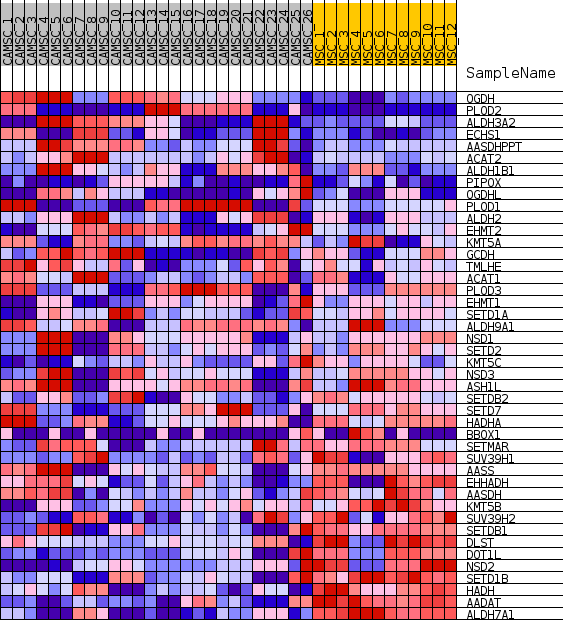 CAMSC_1 CAMSC_2 CAMSC_3 CAMSC_4 CAMSC_5 CAMSC_6 CAMSC_7 CAMSC_8 CAMSC_9 CAMSC_10 CAMSC_11 CAMSC_12 CAMSC_13 CAMSC_14 CAMSC_15 CAMSC_16 CAMSC_17 CAMSC_18 CAMSC_19 CAMSC_20 CAMSC_21 CAMSC_22 CAMSC_23 CAMSC_24 CAMSC_25 CAMSC_26 MSC_1 MSC_2 MSC_3 MSC_4 MSC_5 MSC_6 MSC_7 MSC_8 MSC_9 MSC_10 MSC_11 MSC_12
SampleName
OGDH
PLOD2
ALDH3A2
ECHS1
AASDHPPT
ACAT2
ALDH1B1
PIPOX
OGDHL
PLOD1
ALDH2
EHMT2
KMT5A
GCDH
TMLHE
ACAT1
PLOD3
EHMT1
SETD1A
ALDH9A1
NSD1
SETD2
KMT5C
NSD3
ASH1L
SETDB2
SETD7
HADHA
BBOX1
SETMAR
SUV39H1
AASS
EHHADH
AASDH
KMT5B
SUV39H2
SETDB1
DLST
DOT1L
NSD2
SETD1B
HADH
AADAT
ALDH7A1